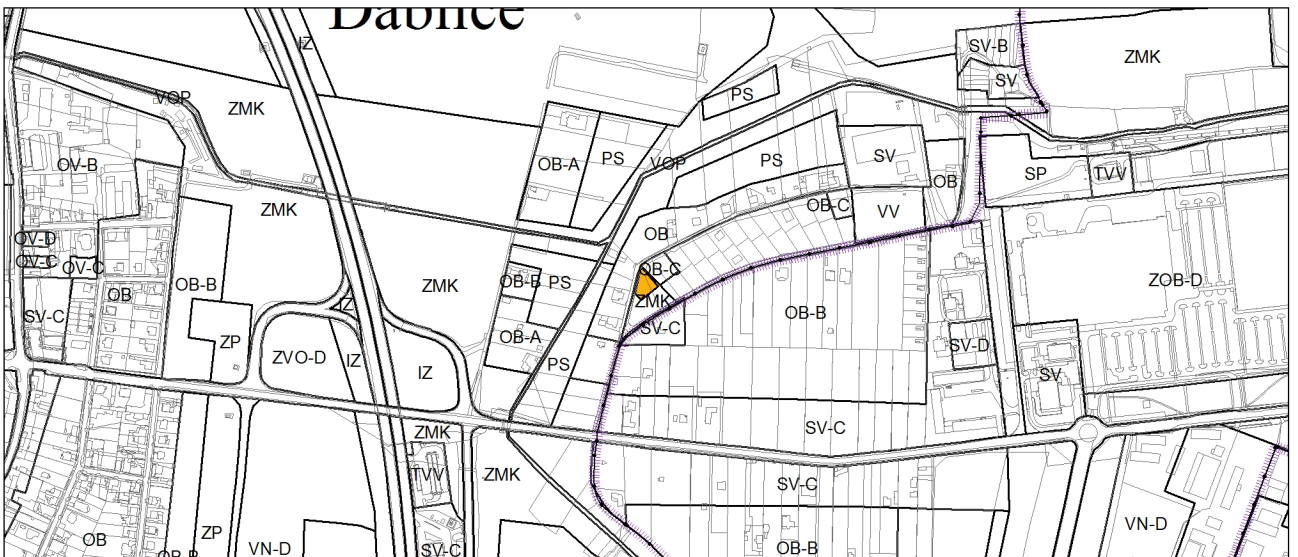 Ďáblice
IZ
SV-B
ZMK
SV
VOP
ZMK
PS
OV-B
OB-A
PS
VOP
PS
SV
SP
TVV
OB
ZMK
OB-C
VV
OB
OV-D
OV-C
OV-C
OB-C
OB
OB-B
ZMK
OB-B
PS
ZMK
ZOB-D
SV-C
IZ
OB-B
SV-C
ZP
ZVO-D
IZ
OB-A
SV-D
IZ
PS
SV
ZMK
SV-C
TVV
ZMK
SV-C
OB
ZP
VN-D
SV-C
OB-B
VN-D
OB-B